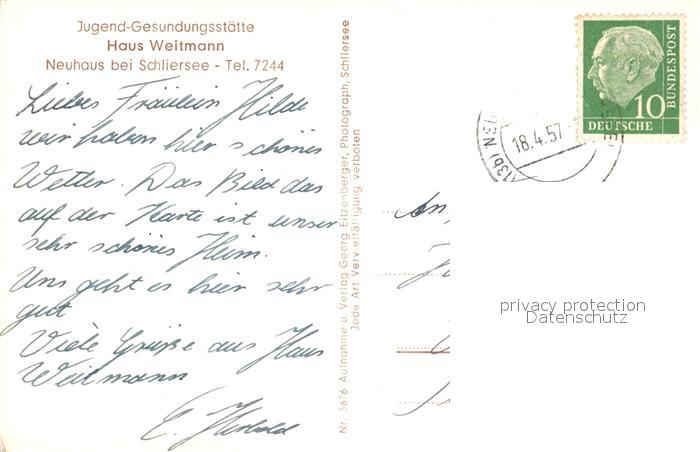 Jugend-Gesundungsstätte
Haus Weitmann
Neuhaus bei Schliersee - Tel. 7244
Liebes Fräulein Hilde
wir haben hier schönes
Wetter. Das Bild das
auf der Karte ist unser
sehr schönes Heim.
Uns geht es hier sehr
gut
Viele Grüße aus Haus
Weitmann
Nr. 3676 Aufnahme u. Verlag Georg Eitzenberger, Photograph, Schliersee
Jede Art Vervielfältigung verboten
An
DEUTSCHE
BUNDESPOST
10
(13b) NEU
18.4.57
privacy protection
Datenschutz